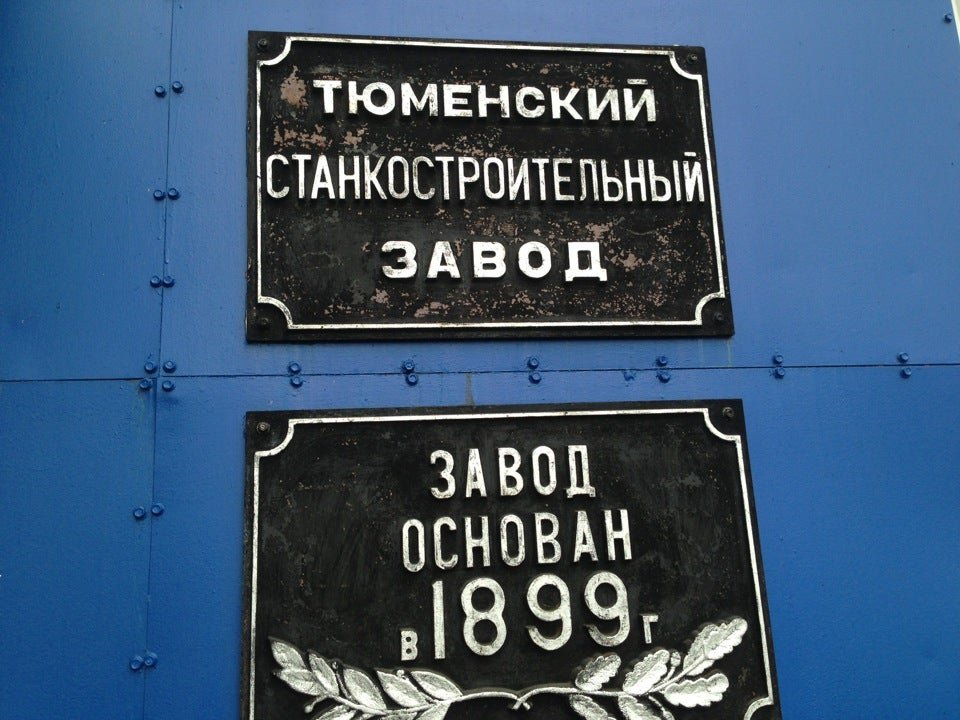 ТЮМЕНСКИЙ
СТАНКОСТРОИТЕЛЬНЫЙ
ЗАВОД
ЗАВОД
ОСНОВАН
в 1899 г